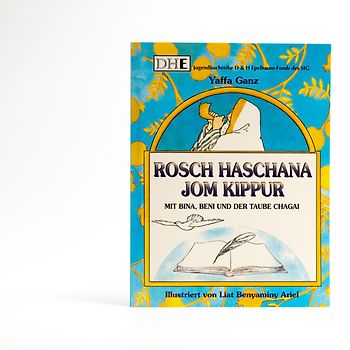 DHE Jugendbuchreihe D & H Epelbaum-Fonds des SIG
Yaffa Ganz
ROSCH HASCHANA
JOM KIPPUR
MIT BINA, BENI UND DER TAUBE CHAGAI
Illustriert von Liat Benyaminy Ariel